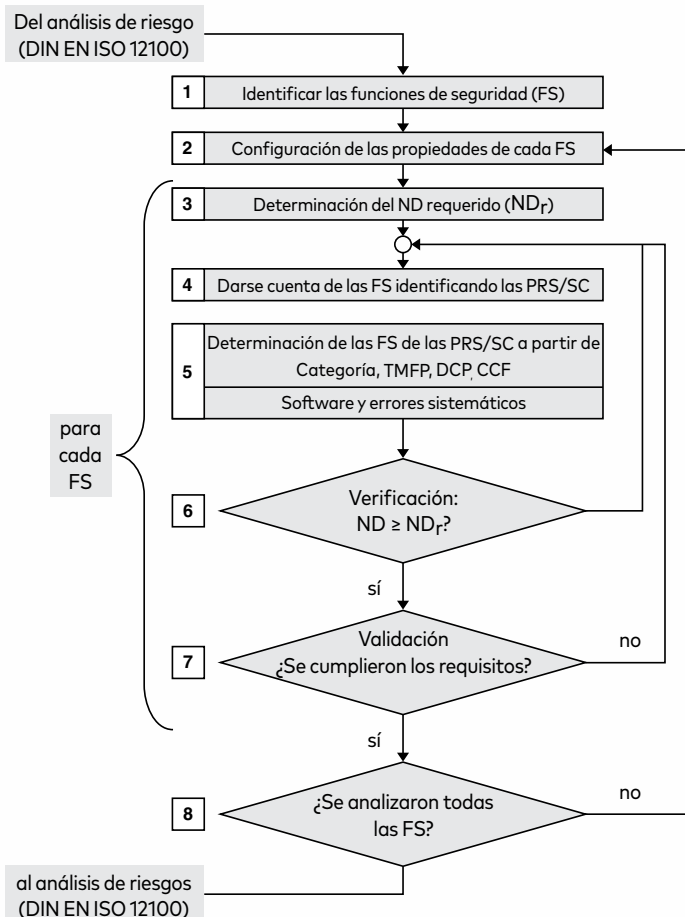 Del análisis de riesgo
(DIN EN ISO 12100)
1
Identificar las funciones de seguridad (FS)
2
Configuración de las propiedades de cada FS
3
Determinación del ND requerido (NDr)
4
Darse cuenta de las FS identificando las PRS/SC
5
Determinación de las FS de las PRS/SC a partir de
Categoría, TMFP, DCP, CCF
Software y errores sistemáticos
para
cada
FS
6
Verificación:
ND ≥ NDr?
sí
7
Validación
¿Se cumplieron los requisitos?
no
sí
8
¿Se analizaron todas
las FS?
no
al análisis de riesgos
(DIN EN ISO 12100)